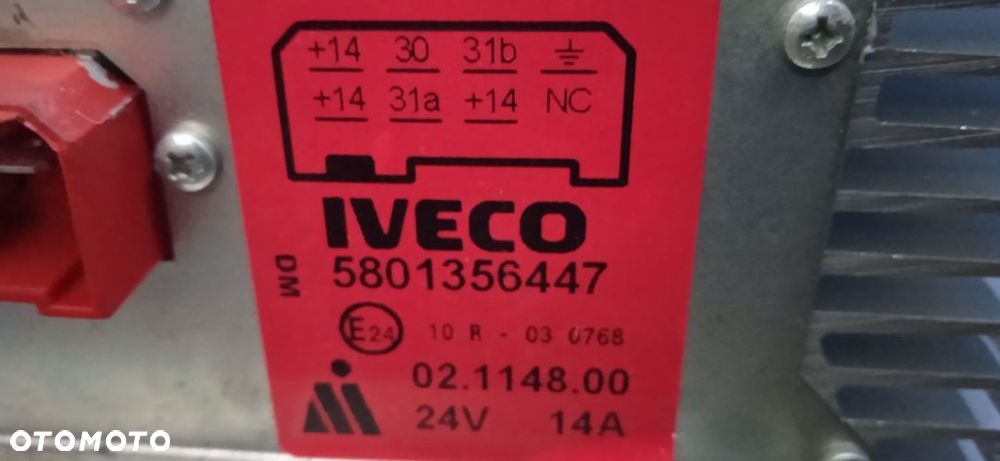 +14 30 31b
+14 31a +14 NC
IVECO
DM
5801356447
E24 10 R - 03 0768
02.1148.00
24V 14A
OTOMOTO